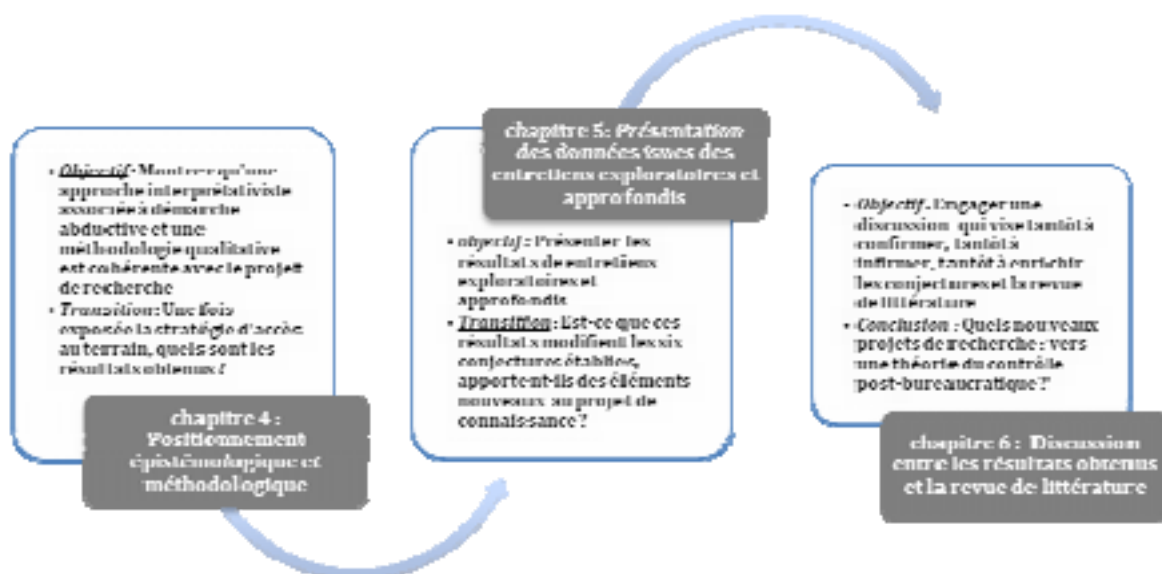 • Objectif : Montrer qu'une
approche interprétativiste
associée à démarche
abductive et une
méthodologie qualitative
est cohérente avec le projet
de recherche
• Transition : Une fois
exposée la stratégie d'accès
au terrain, quels sont les
résultats obtenus ?
chapitre 4 :
Positionnement
épistémologique et
méthodologique
chapitre 5: Présentation
des données isues des
entretiens exploratoires et
approfondis
• objectif : Présenter les
résultats de entretiens
exploratoires et
approfondis
• Transition : Est-ce que ces
résultats modifient les six
conjectures établies,
apportent-ils des éléments
nouveaux au projet de
connaissance ?
• Objectif : Engager une
discussion qui vise tantôt à
confirmer, tantôt à
infirmer, tantôt à enrichir
les conjectures et la revue
de littérature
• Conclusion : Quels nouveaux
projets de recherche : vers
une théorie du contrôle
post-bureaucratique ?
chapitre 6 : Discussion
entre les résultats obtenus
et la revue de littérature